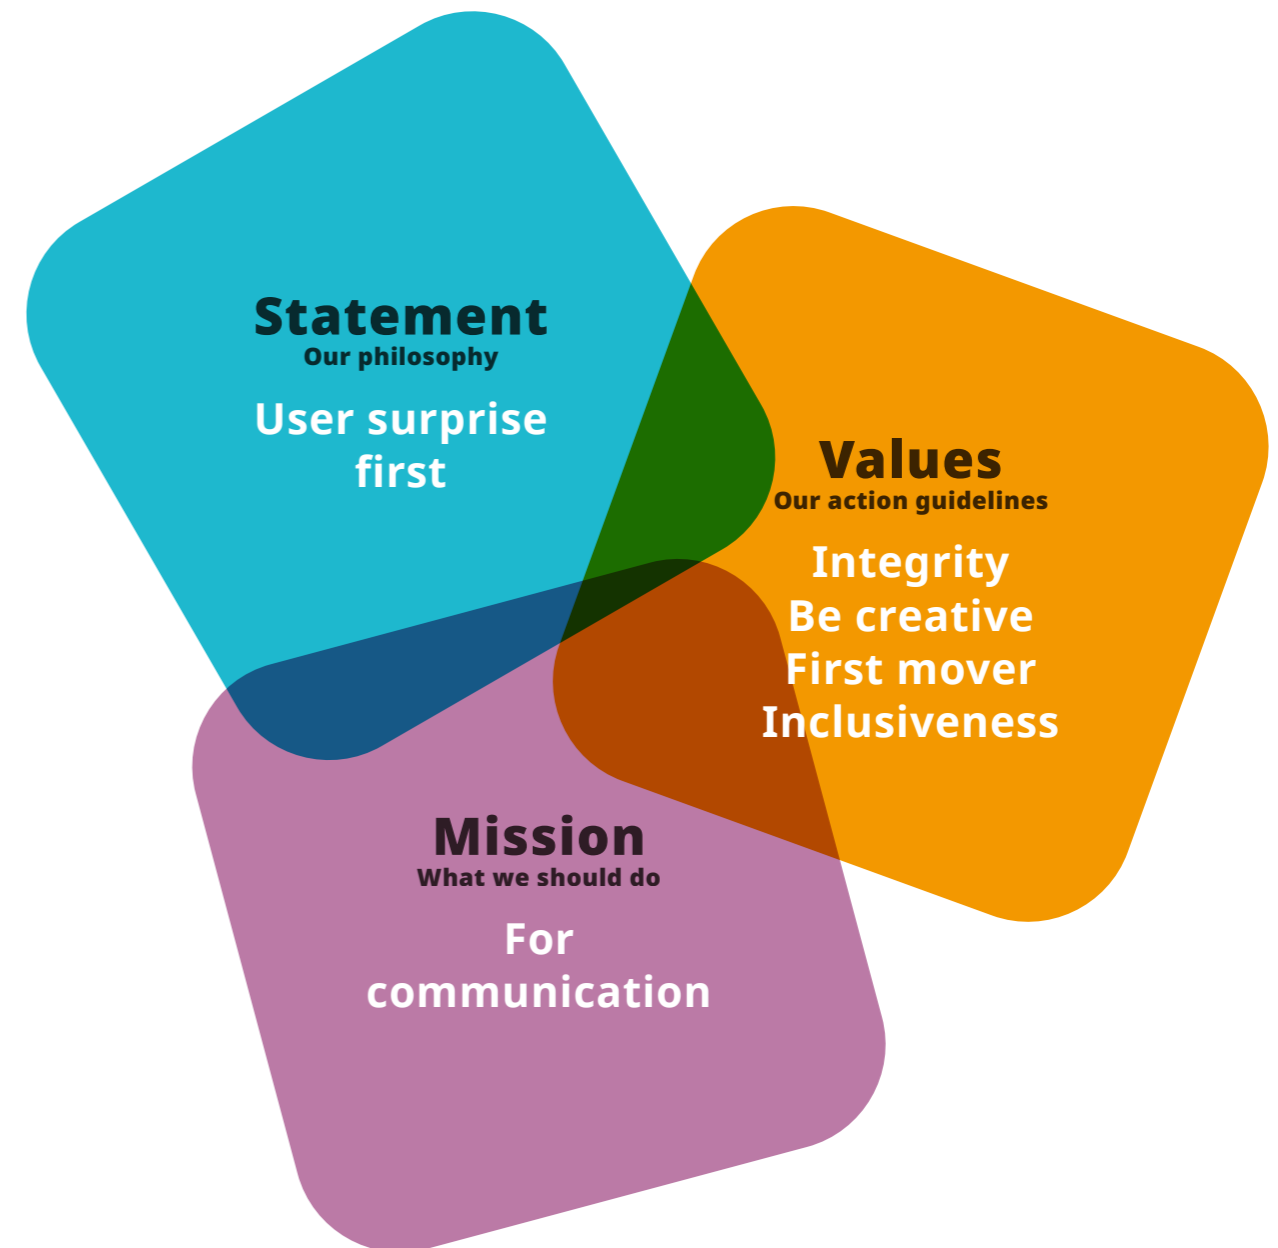 Statement
Our philosophy
User surprise
first
Values
Our action guidelines
Integrity
Be creative
First mover
Inclusiveness
Mission
What we should do
For
communication